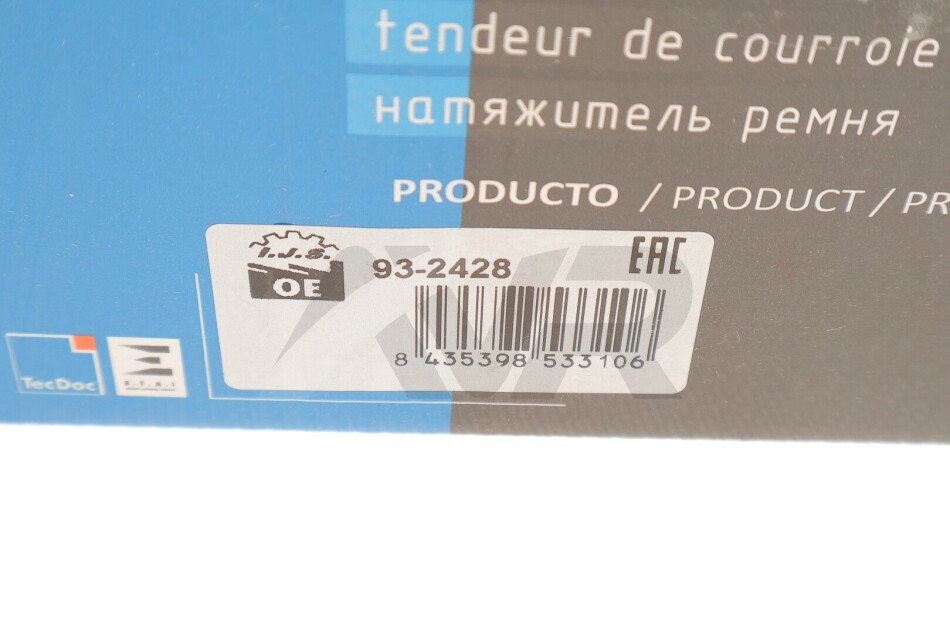 tendeur de courroie
натяжитель ремня
PRODUCTO / PRODUCT / PR
I.J.S.
OE
93-2428
EAC
8 435398 533106
TecDoc
E.T.A.I